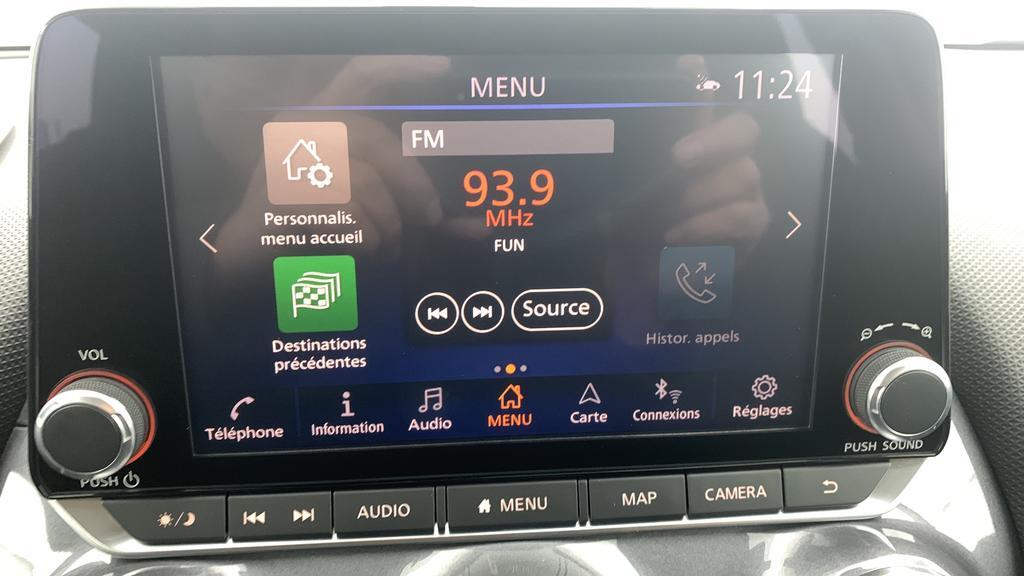 MENU
11:24
FM
93.9
MHz
FUN
Personnalis.
menu accueil
Destinations
précédentes
Source
Histor. appels
Téléphone
Information
Audio
MENU
Carte
Connexions
Réglages
VOL
PUSH
PUSH SOUND
AUDIO
MENU
MAP
CAMERA